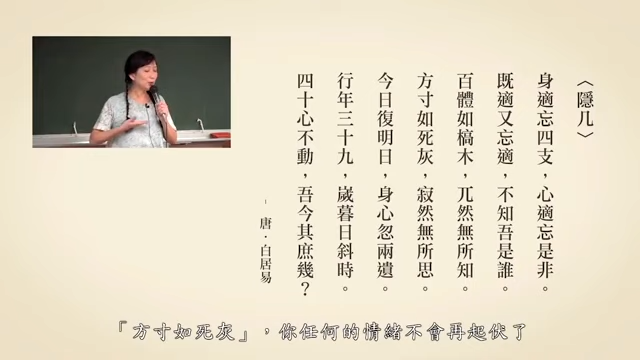 〈隱几〉
身適忘四支，心適忘是非。
既適又忘適，不知吾是誰。
百體如槁木，兀然無所知。
方寸如死灰，寂然無所思。
今日復明日，身心忽兩遺。
行年三十九，歲暮日斜時。
四十心不動，吾今其庶幾？
－唐．白居易
「方寸如死灰」，你任何的情緒不會再起伏了